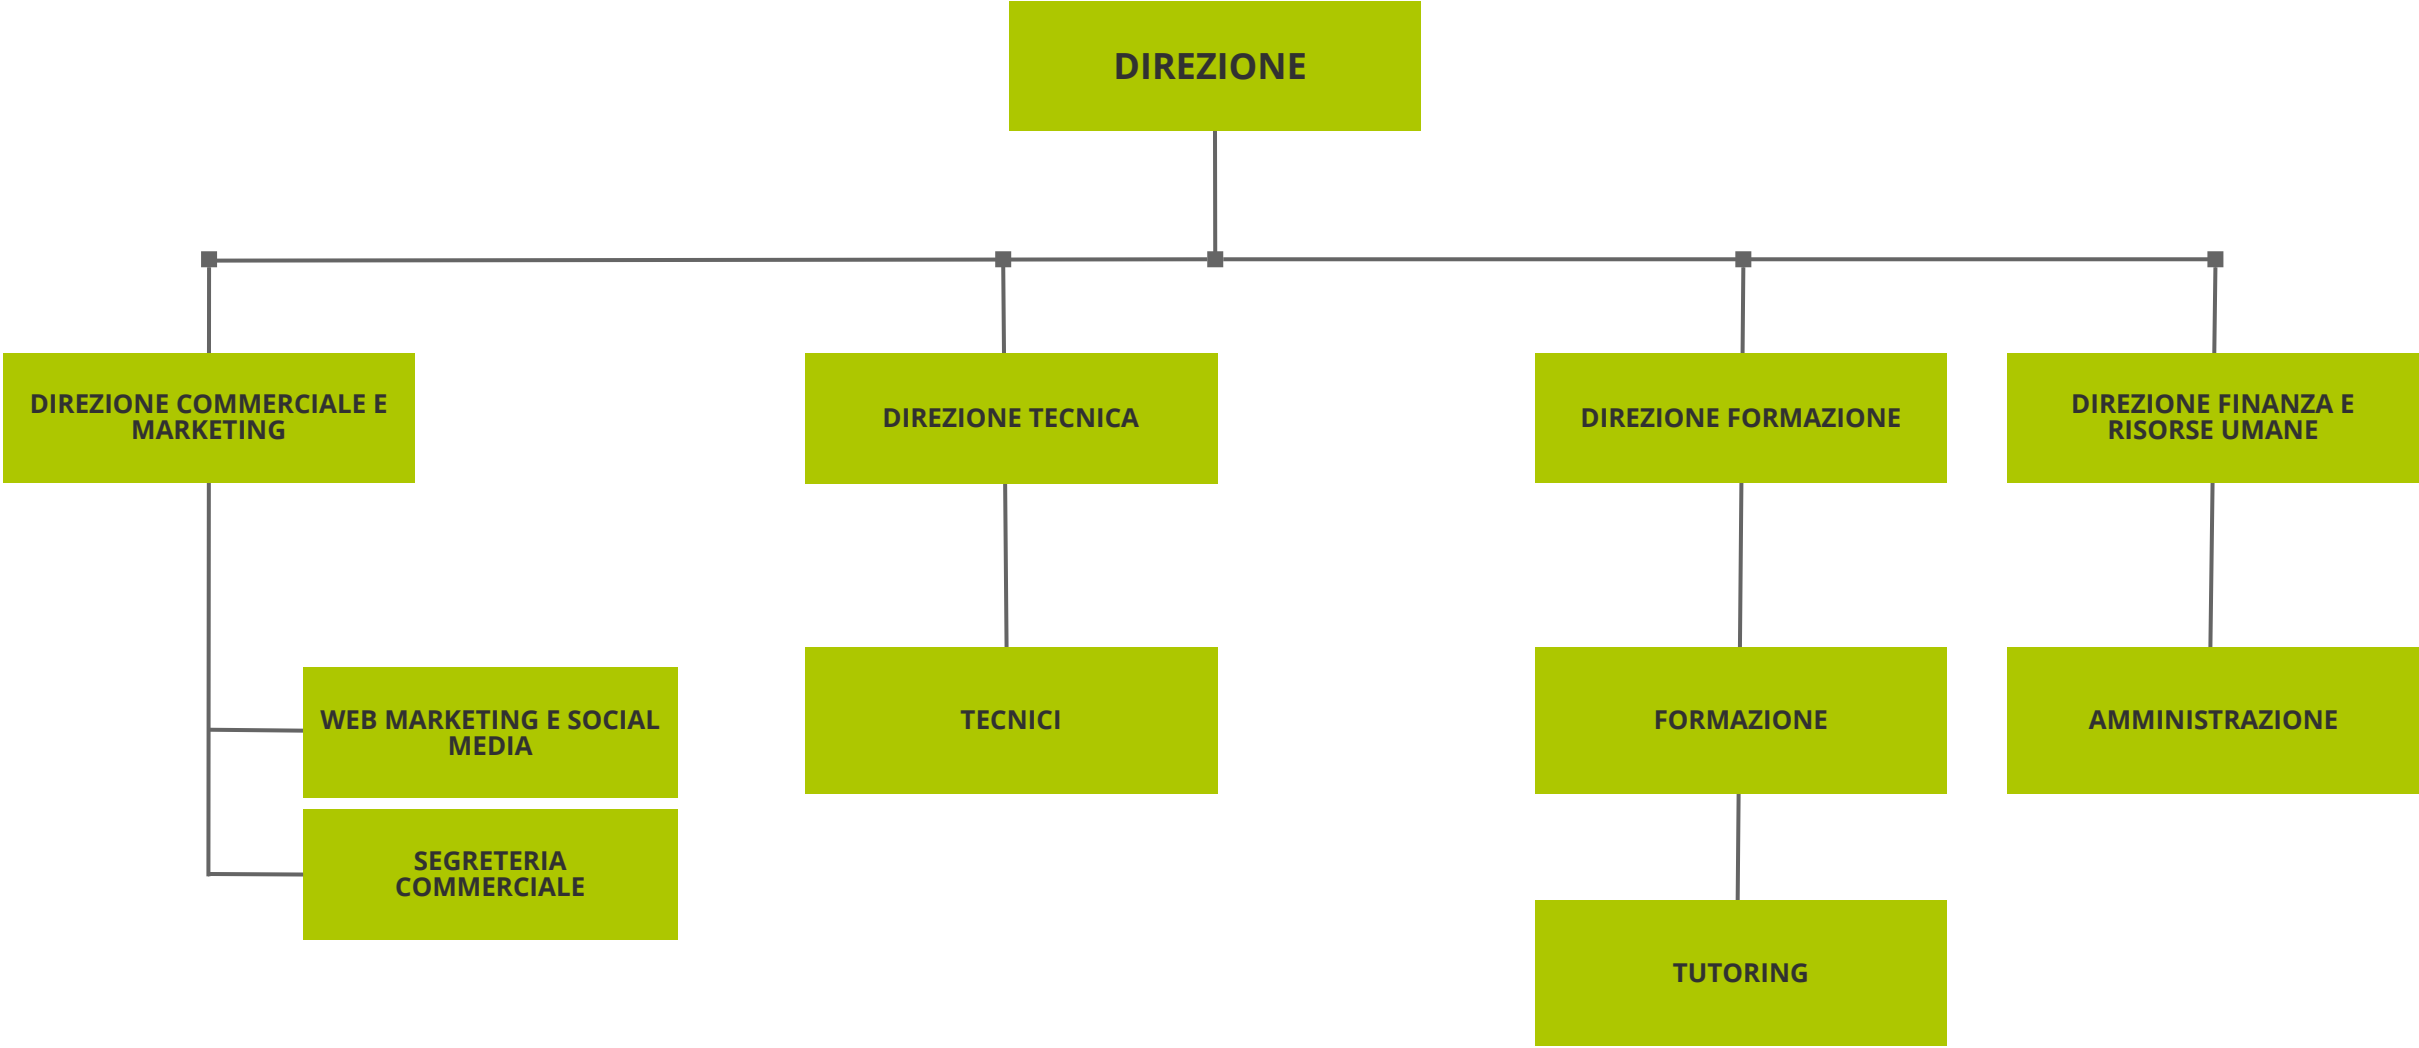 DIREZIONE
DIREZIONE COMMERCIALE E
MARKETING
DIREZIONE TECNICA
DIREZIONE FORMAZIONE
DIREZIONE FINANZA E
RISORSE UMANE
WEB MARKETING E SOCIAL
MEDIA
TECNICI
FORMAZIONE
AMMINISTRAZIONE
SEGRETERIA
COMMERCIALE
TUTORING